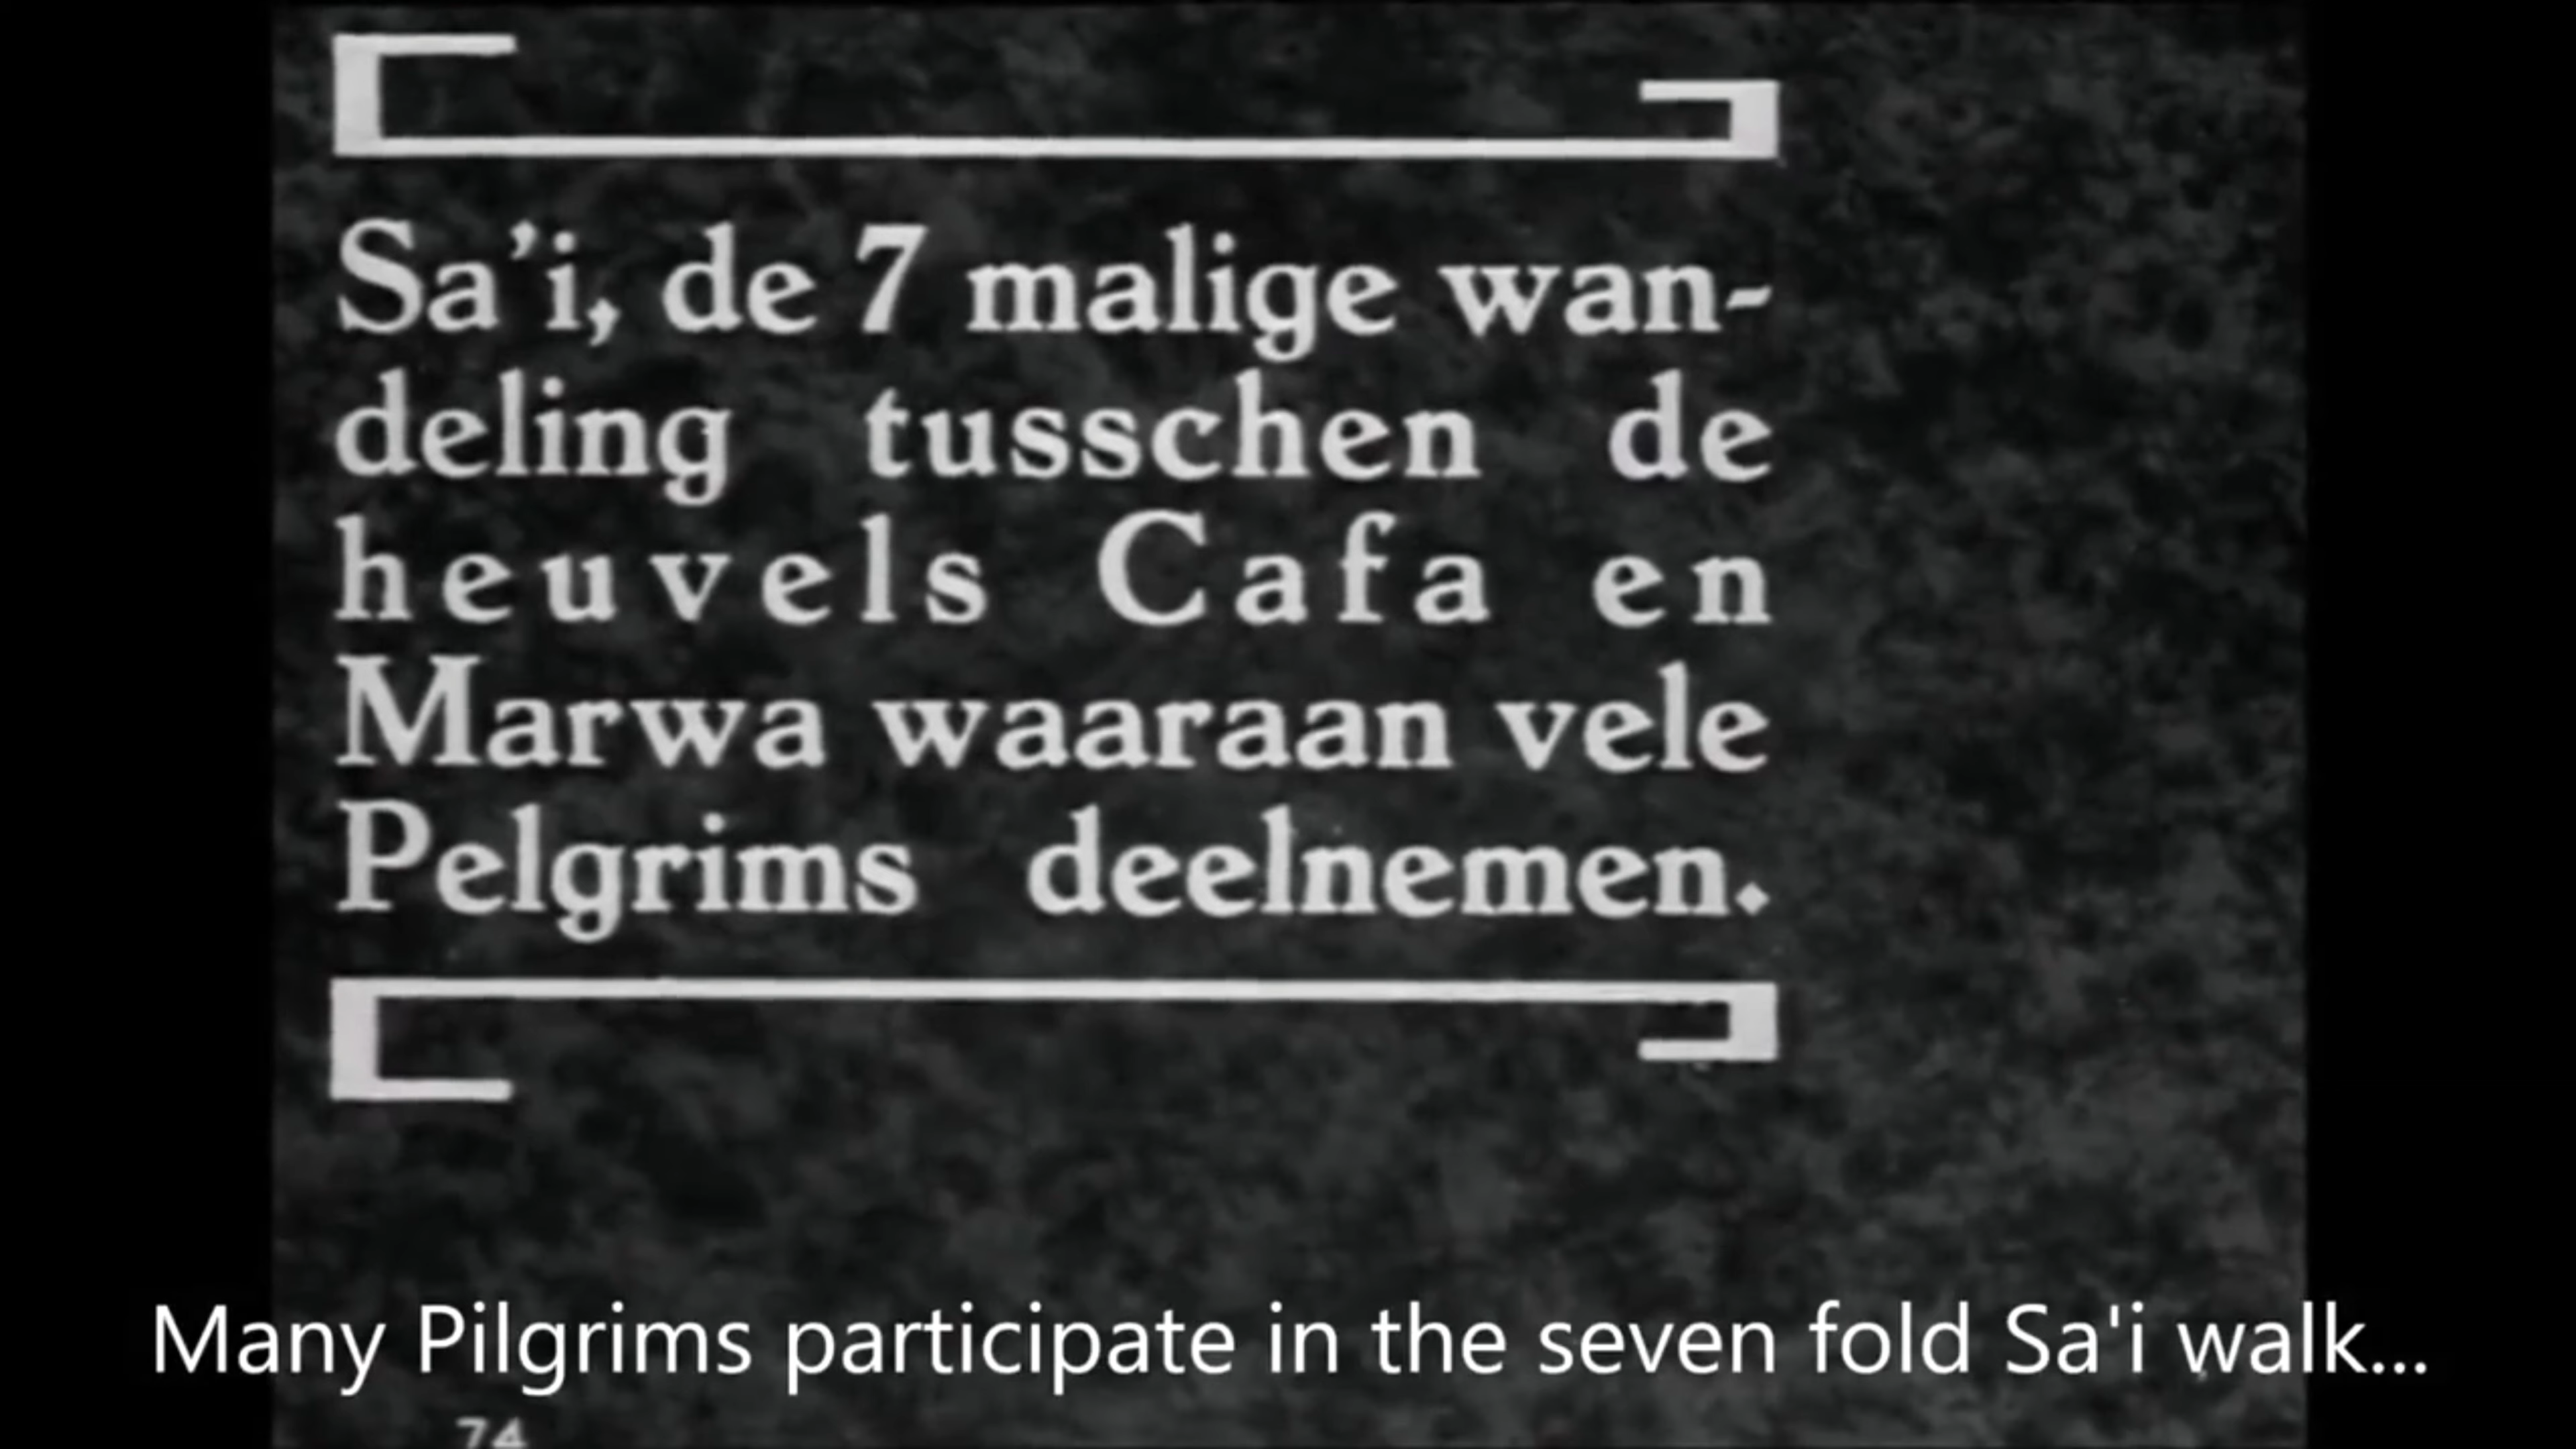 Sa'i, de 7 malige wan-
deling tusschen de
heuvels Cafa en
Marwa waaraan vele
Pelgrims deelnemen.
Many Pilgrims participate in the seven fold Sa'i walk...
74